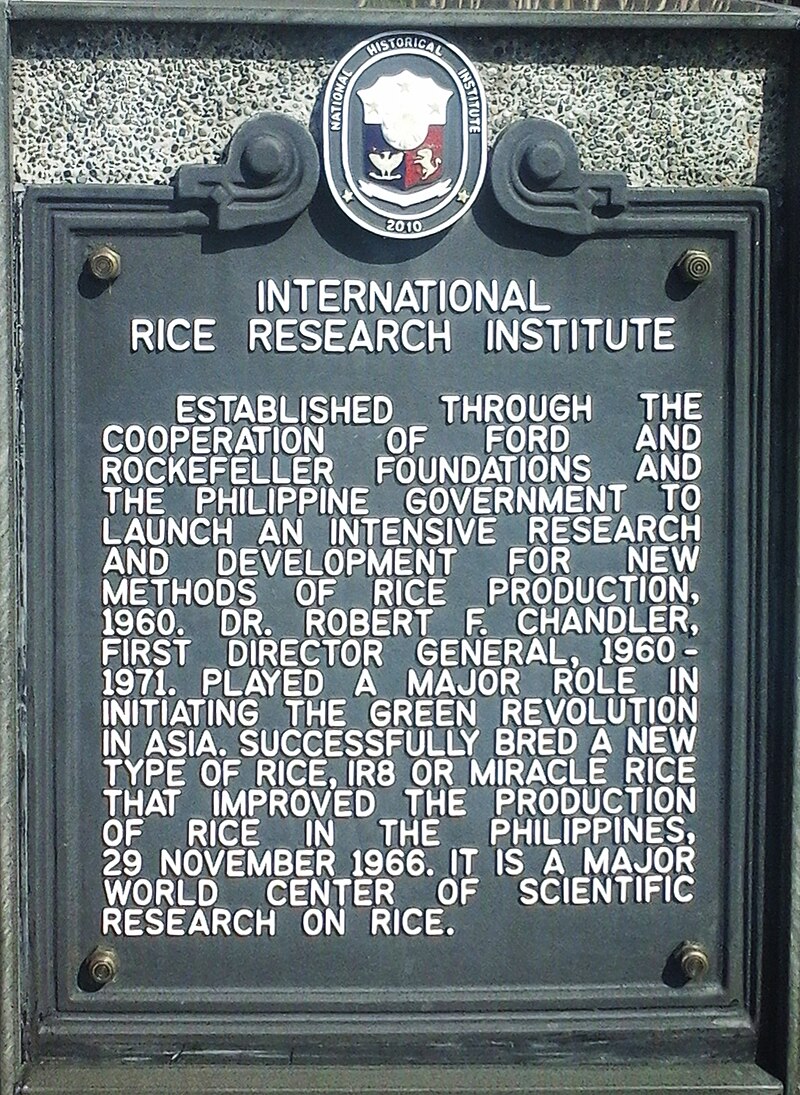 NATIONAL HISTORICAL INSTITUTE
2010
INTERNATIONAL
RICE RESEARCH INSTITUTE
ESTABLISHED THROUGH THE
COOPERATION OF FORD AND
ROCKEFELLER FOUNDATIONS AND
THE PHILIPPINE GOVERNMENT TO
LAUNCH AN INTENSIVE RESEARCH
AND DEVELOPMENT FOR NEW
METHODS OF RICE PRODUCTION,
1960. DR. ROBERT F. CHANDLER,
FIRST DIRECTOR GENERAL, 1960-
1971. PLAYED A MAJOR ROLE IN
INITIATING THE GREEN REVOLUTION
IN ASIA. SUCCESSFULLY BRED A NEW
TYPE OF RICE, IR8 OR MIRACLE RICE
THAT IMPROVED THE PRODUCTION
OF RICE IN THE PHILIPPINES,
29 NOVEMBER 1966. IT IS A MAJOR
WORLD CENTER OF SCIENTIFIC
RESEARCH ON RICE.